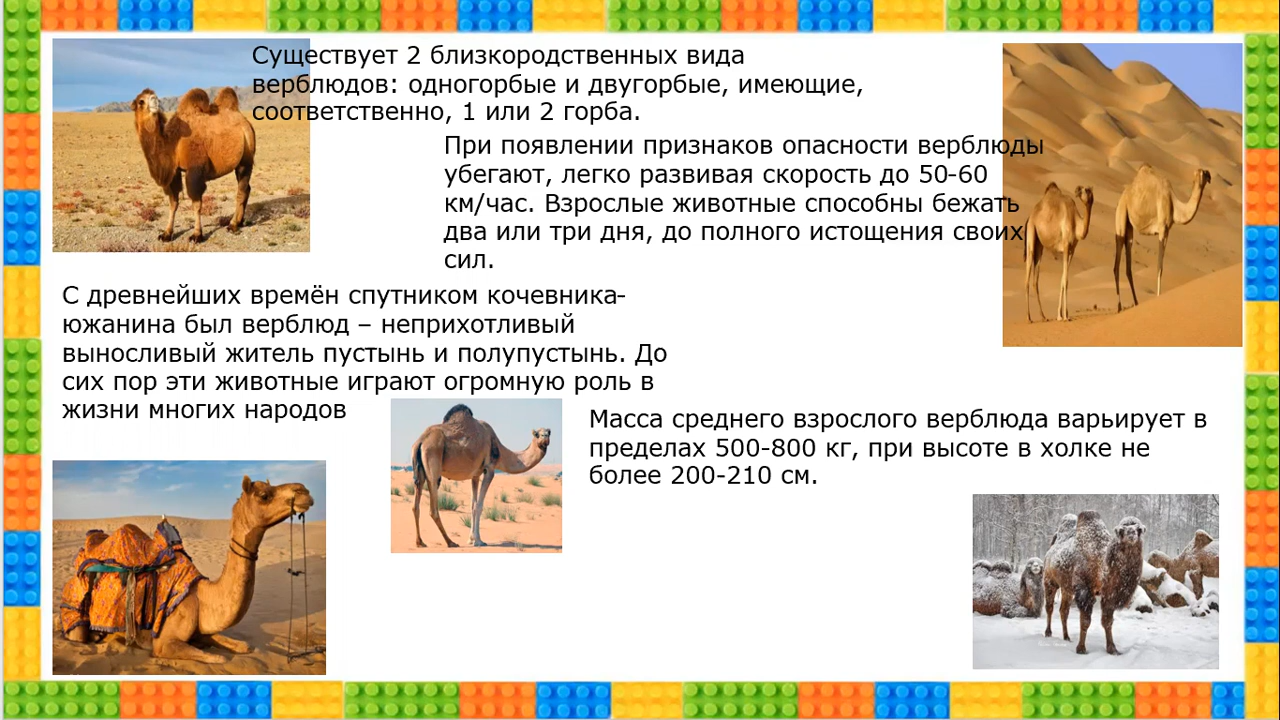 Существует 2 близкородственных вида
верблюдов: одногорбые и двугорбые, имеющие,
соответственно, 1 или 2 горба.
При появлении признаков опасности верблюды
убегают, легко развивая скорость до 50-60
км/час. Взрослые животные способны бежать
два или три дня, до полного истощения своих
сил.
С древнейших времён спутником кочевника-
южанина был верблюд – неприхотливый
выносливый житель пустынь и полупустынь. До
сих пор эти животные играют огромную роль в
жизни многих народов
Масса среднего взрослого верблюда варьирует в
пределах 500-800 кг, при высоте в холке не
более 200-210 см.